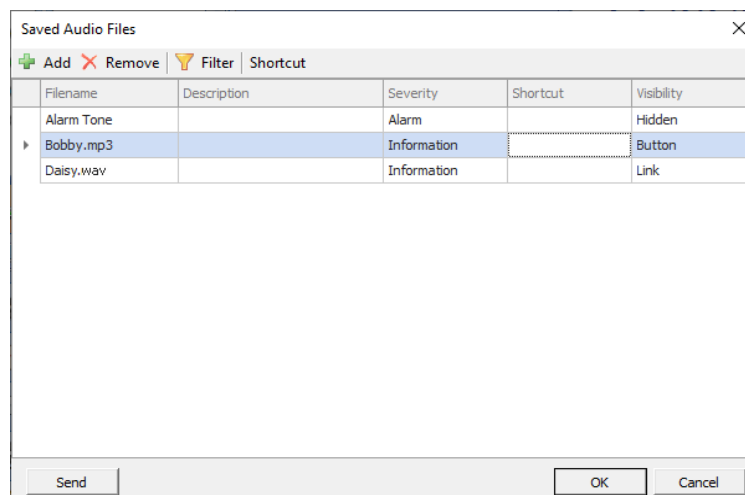 Saved Audio Files
Add Remove Filter Shortcut
Filename Description Severity Shortcut Visibility
Alarm Tone Alarm Hidden
Bobby.mp3 Information Button
Daisy.wav Information Link
Send OK Cancel